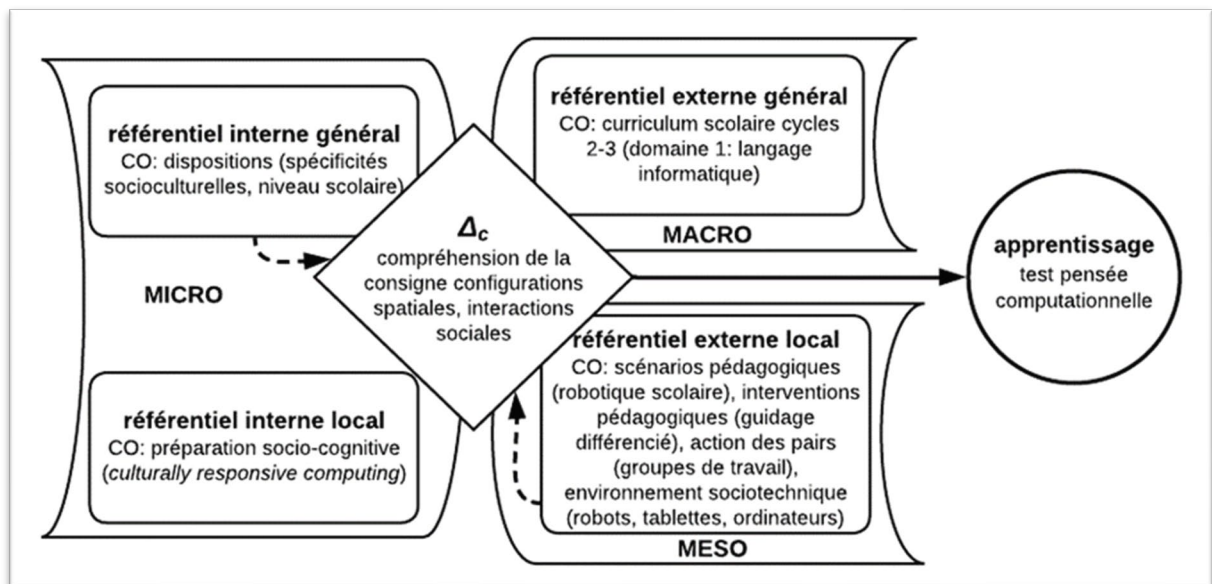 référentiel interne général
CO: dispositions (spécificités
socioculturelles, niveau scolaire)
MICRO
référentiel interne local
CO: préparation socio-cognitive
(culturally responsive computing)
Δc
compréhension de la
consigne configurations
spatiales, interactions
sociales
référentiel externe général
CO: curriculum scolaire cycles
2-3 (domaine 1: langage
informatique)
MACRO
référentiel externe local
CO: scénarios pédagogiques
(robotique scolaire), interventions
pédagogiques (guidage
différencié), action des pairs
(groupes de travail),
environnement sociotechnique
(robots, tablettes, ordinateurs)
MESO
apprentissage
test pensée
computationnelle